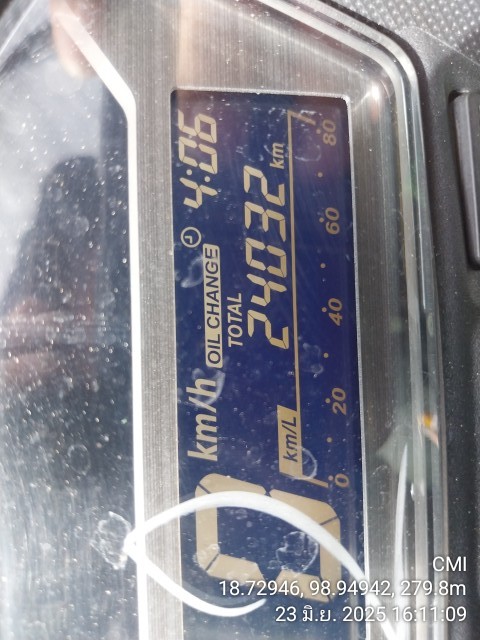 4:06
OIL CHANGE
TOTAL
24032 km
0 km/h
km/L
0 20 40 60 80
CMI
18.72946, 98.94942, 279.8m
23 มิ.ย. 2025 16:11:09